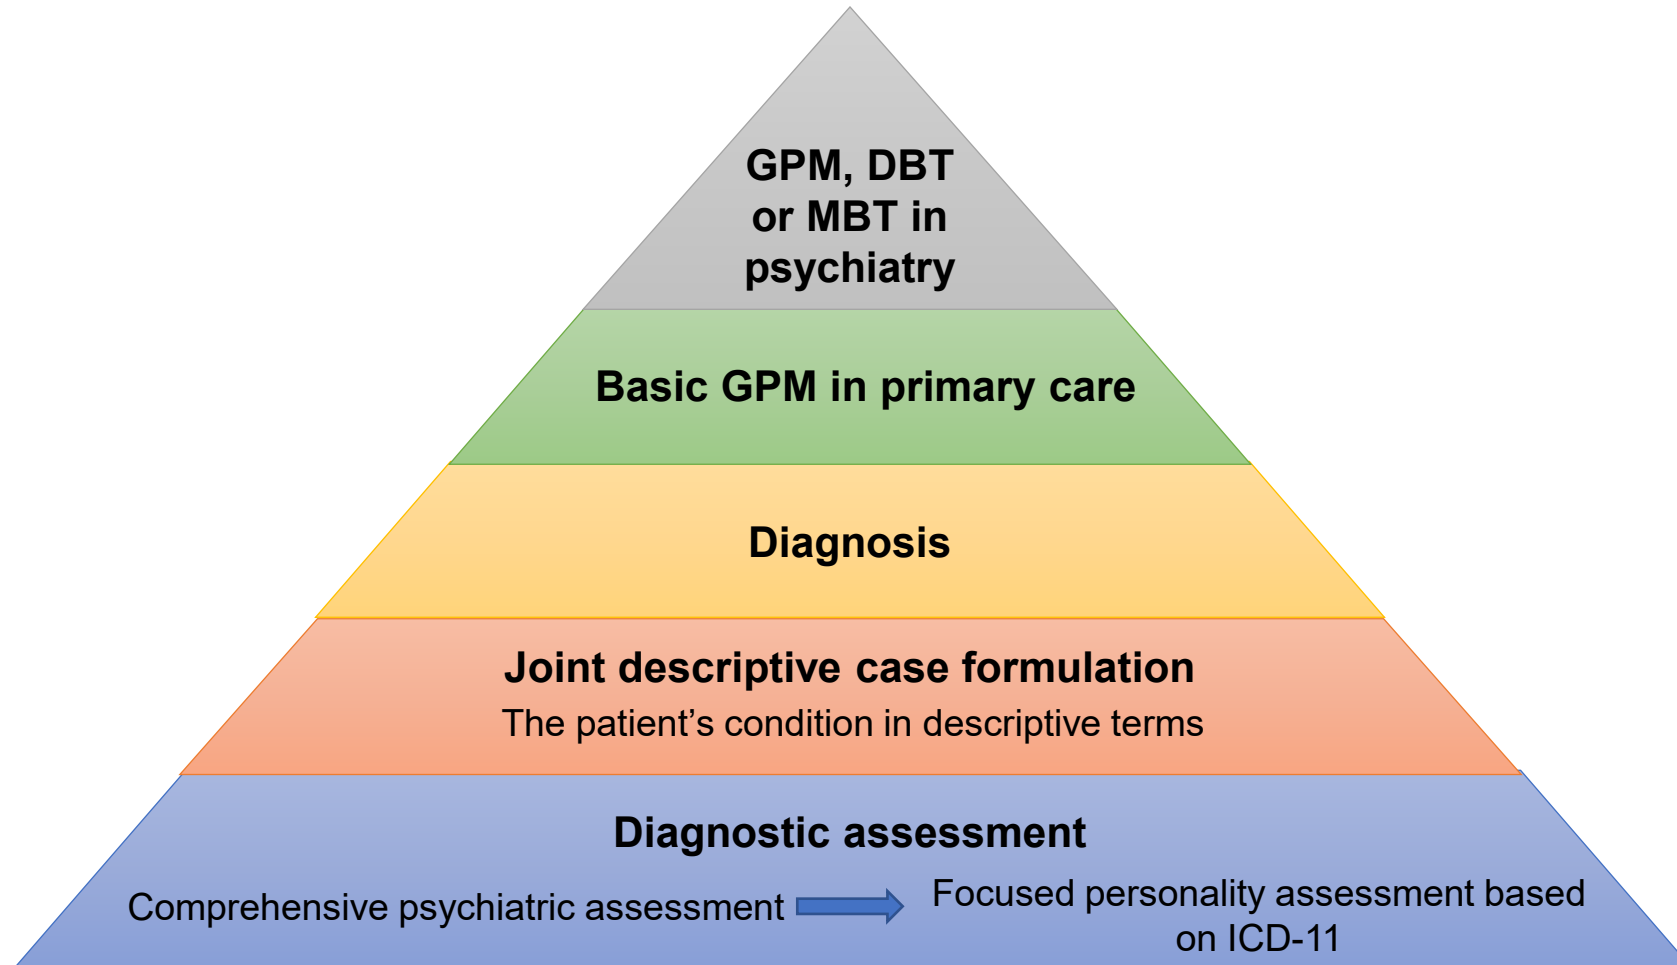 GPM, DBT
or MBT in
psychiatry
Basic GPM in primary care
Diagnosis
Joint descriptive case formulation
The patient’s condition in descriptive terms
Diagnostic assessment
Comprehensive psychiatric assessment
Focused personality assessment based
on ICD-11